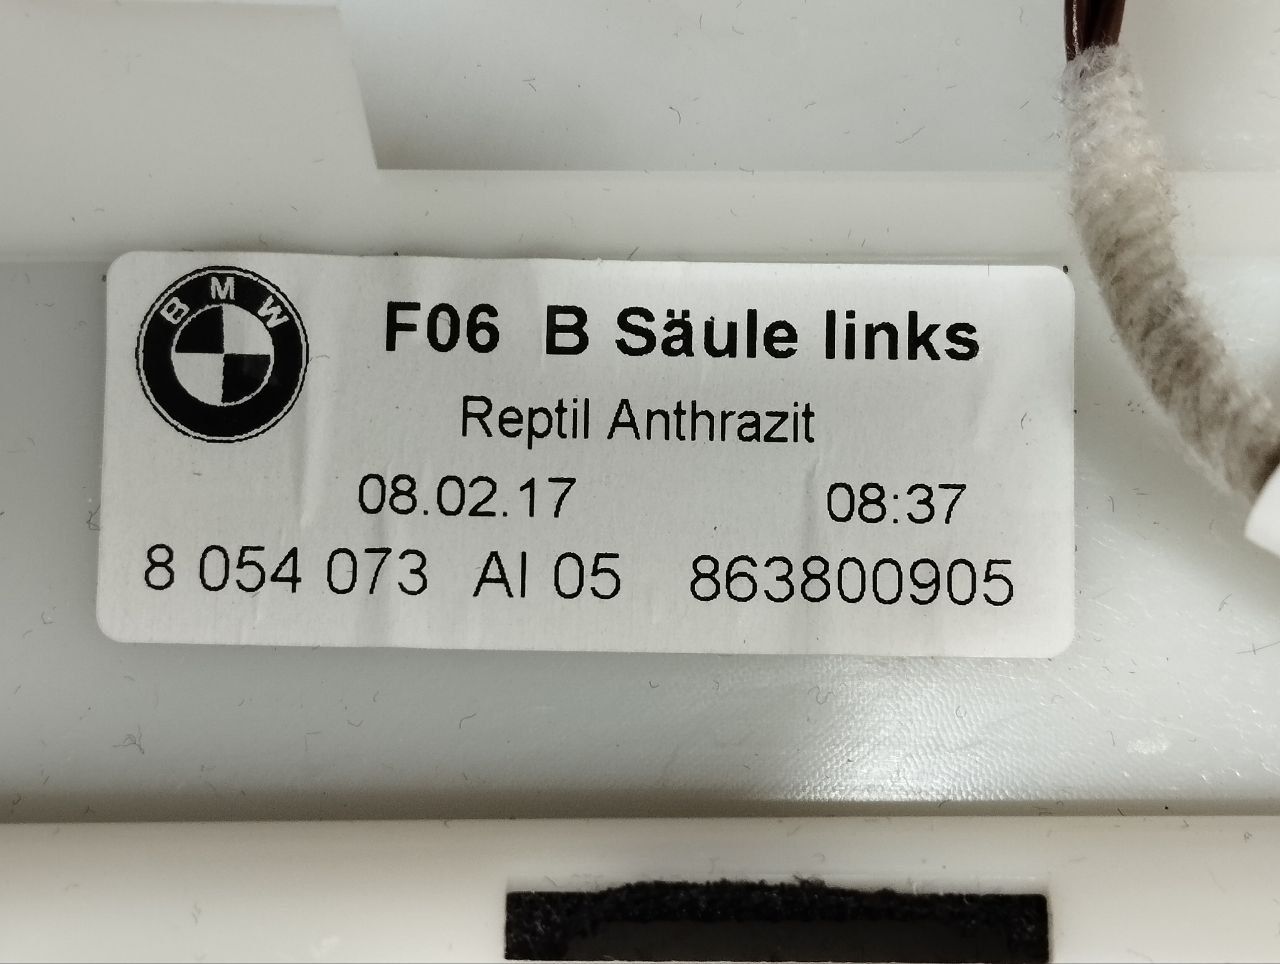 BMW
F06 B Säule links
Reptil Anthrazit
08.02.17 08:37
8 054 073 AI 05 863800905